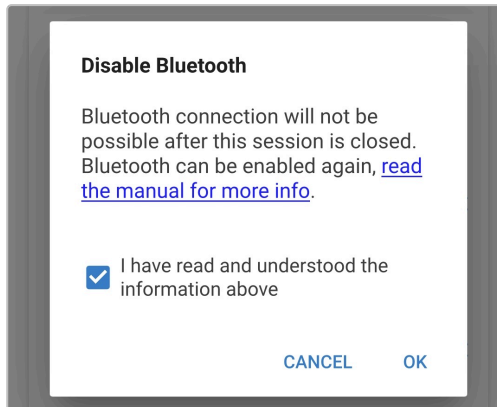 Disable Bluetooth
Bluetooth connection will not be
possible after this session is closed.
Bluetooth can be enabled again, read
the manual for more info.
I have read and understood the
information above
CANCEL OK